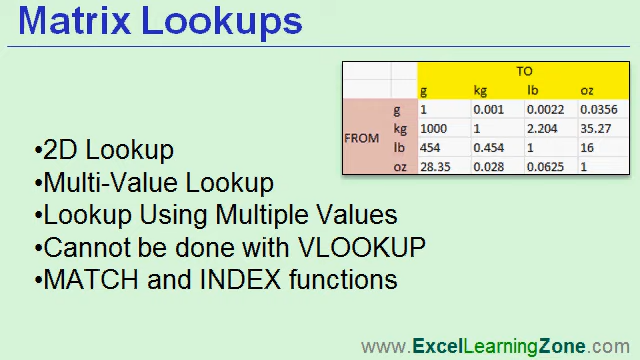 Matrix Lookups
TO
g kg lb oz
g 1 0.001 0.0022 0.0356
kg 1000 1 2.204 35.27
FROM
lb 454 0.454 1 16
oz 28.35 0.028 0.0625 1
•2D Lookup
•Multi-Value Lookup
•Lookup Using Multiple Values
•Cannot be done with VLOOKUP
•MATCH and INDEX functions
www.ExcelLearningZone.com